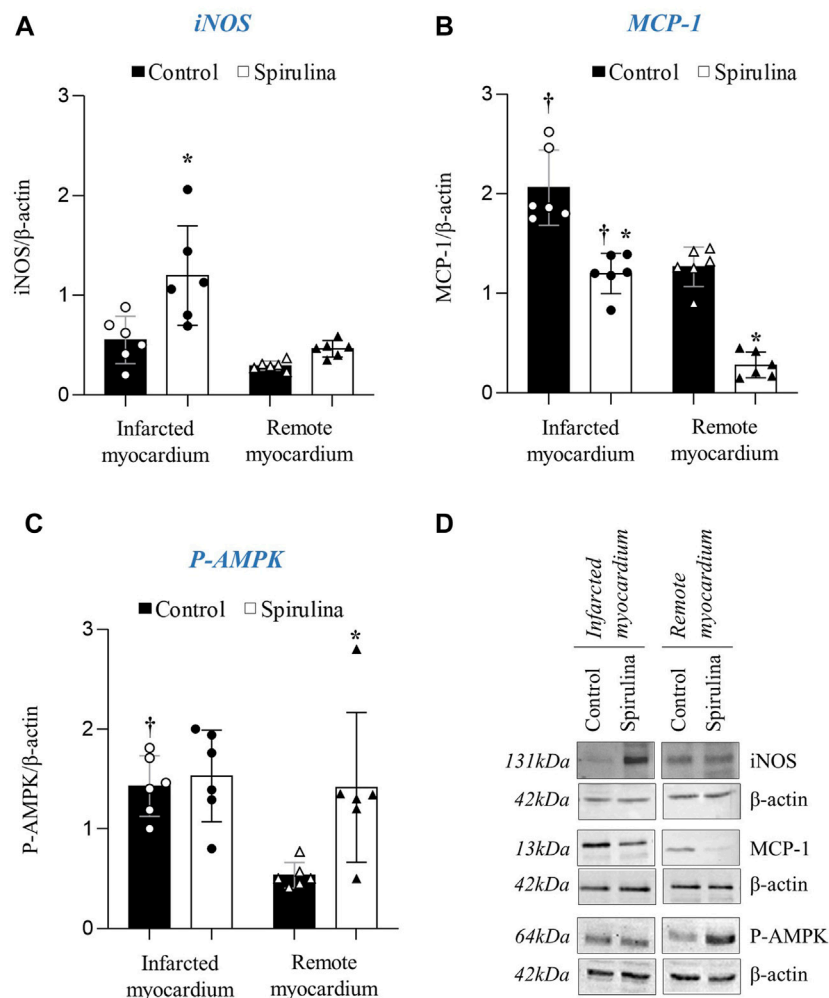 A
iNOS
Control Spirulina
3
2
1
0
iNOS/β-actin
*
Infarcted
myocardium
Remote
myocardium
B
MCP-1
Control Spirulina
3
2
1
0
MCP-1/β-actin
†
† *
*
Infarcted
myocardium
Remote
myocardium
C
P-AMPK
Control Spirulina
3
2
1
0
P-AMPK/β-actin
†
*
Infarcted
myocardium
Remote
myocardium
D
Infarcted
myocardium
Remote
myocardium
Control
Spirulina
Control
Spirulina
131kDa iNOS
42kDa β-actin
13kDa MCP-1
42kDa β-actin
64kDa P-AMPK
42kDa β-actin